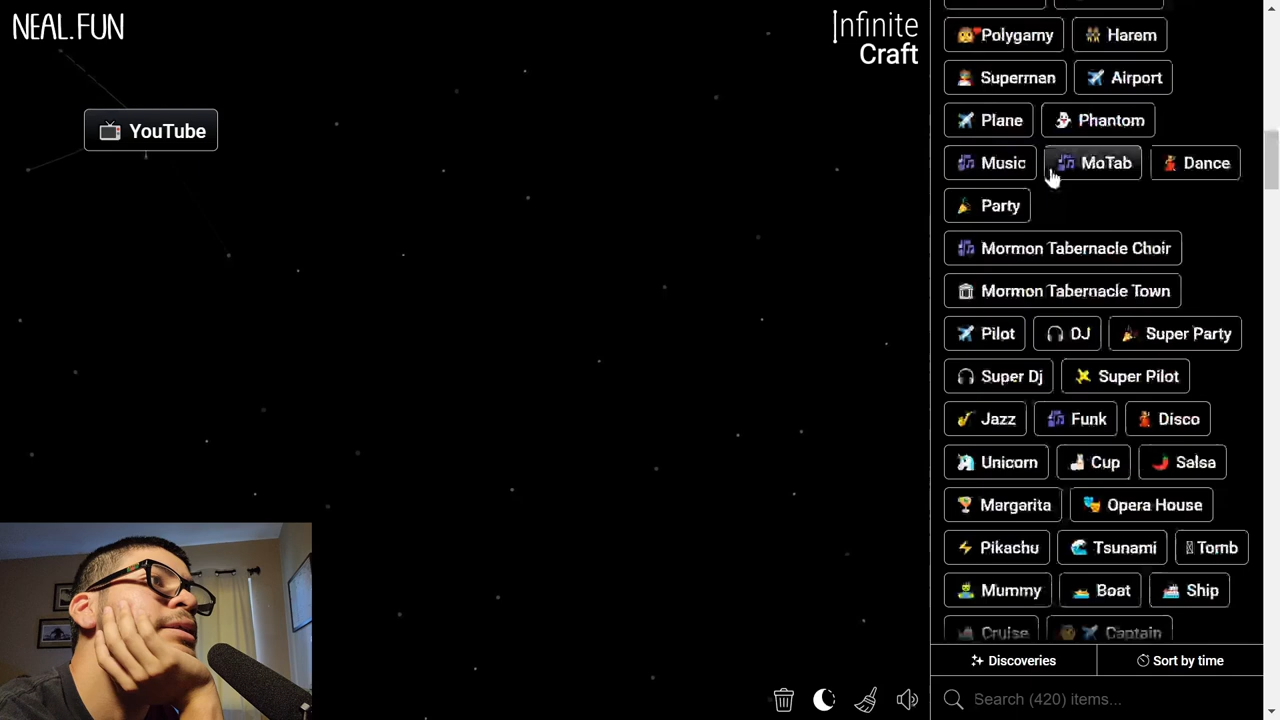 NEAL.FUN
Infinite
Craft
YouTube
Polygamy Harem
Superman Airport
Plane Phantom
Music MoTab Dance
Party
Mormon Tabernacle Choir
Mormon Tabernacle Town
Pilot DJ Super Party
Super Dj Super Pilot
Jazz Funk Disco
Unicorn Cup Salsa
Margarita Opera House
Pikachu Tsunami Tomb
Mummy Boat Ship
Cruise Captain
Discoveries Sort by time
Search (420) items...